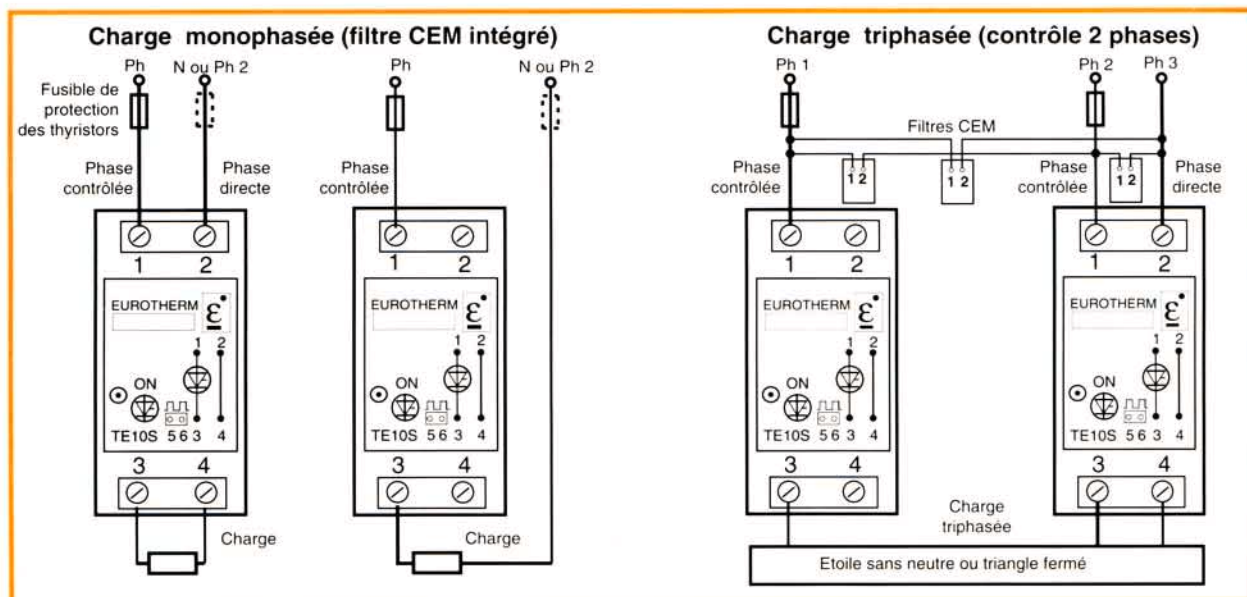 Charge monophasée (filtre CEM intégré)
Ph
N ou Ph 2
Fusible de
protection
des thyristors
Phase
contrôlée
Phase
directe
1
2
EUROTHERM
ε
1 2
ON
TE10S 5 6 3 4
3
4
Charge
Ph
N ou Ph 2
Phase
contrôlée
1
2
EUROTHERM
ε
1 2
ON
TE10S 5 6 3 4
3
4
Charge
Charge triphasée (contrôle 2 phases)
Ph 1
Ph 2
Ph 3
Filtres CEM
Phase
contrôlée
1 2
1 2
Phase
contrôlée
1 2
Phase
directe
1
2
EUROTHERM
ε
1 2
ON
TE10S 5 6 3 4
3
4
1
2
EUROTHERM
ε
1 2
ON
TE10S 5 6 3 4
3
4
Charge
triphasée
Etoile sans neutre ou triangle fermé